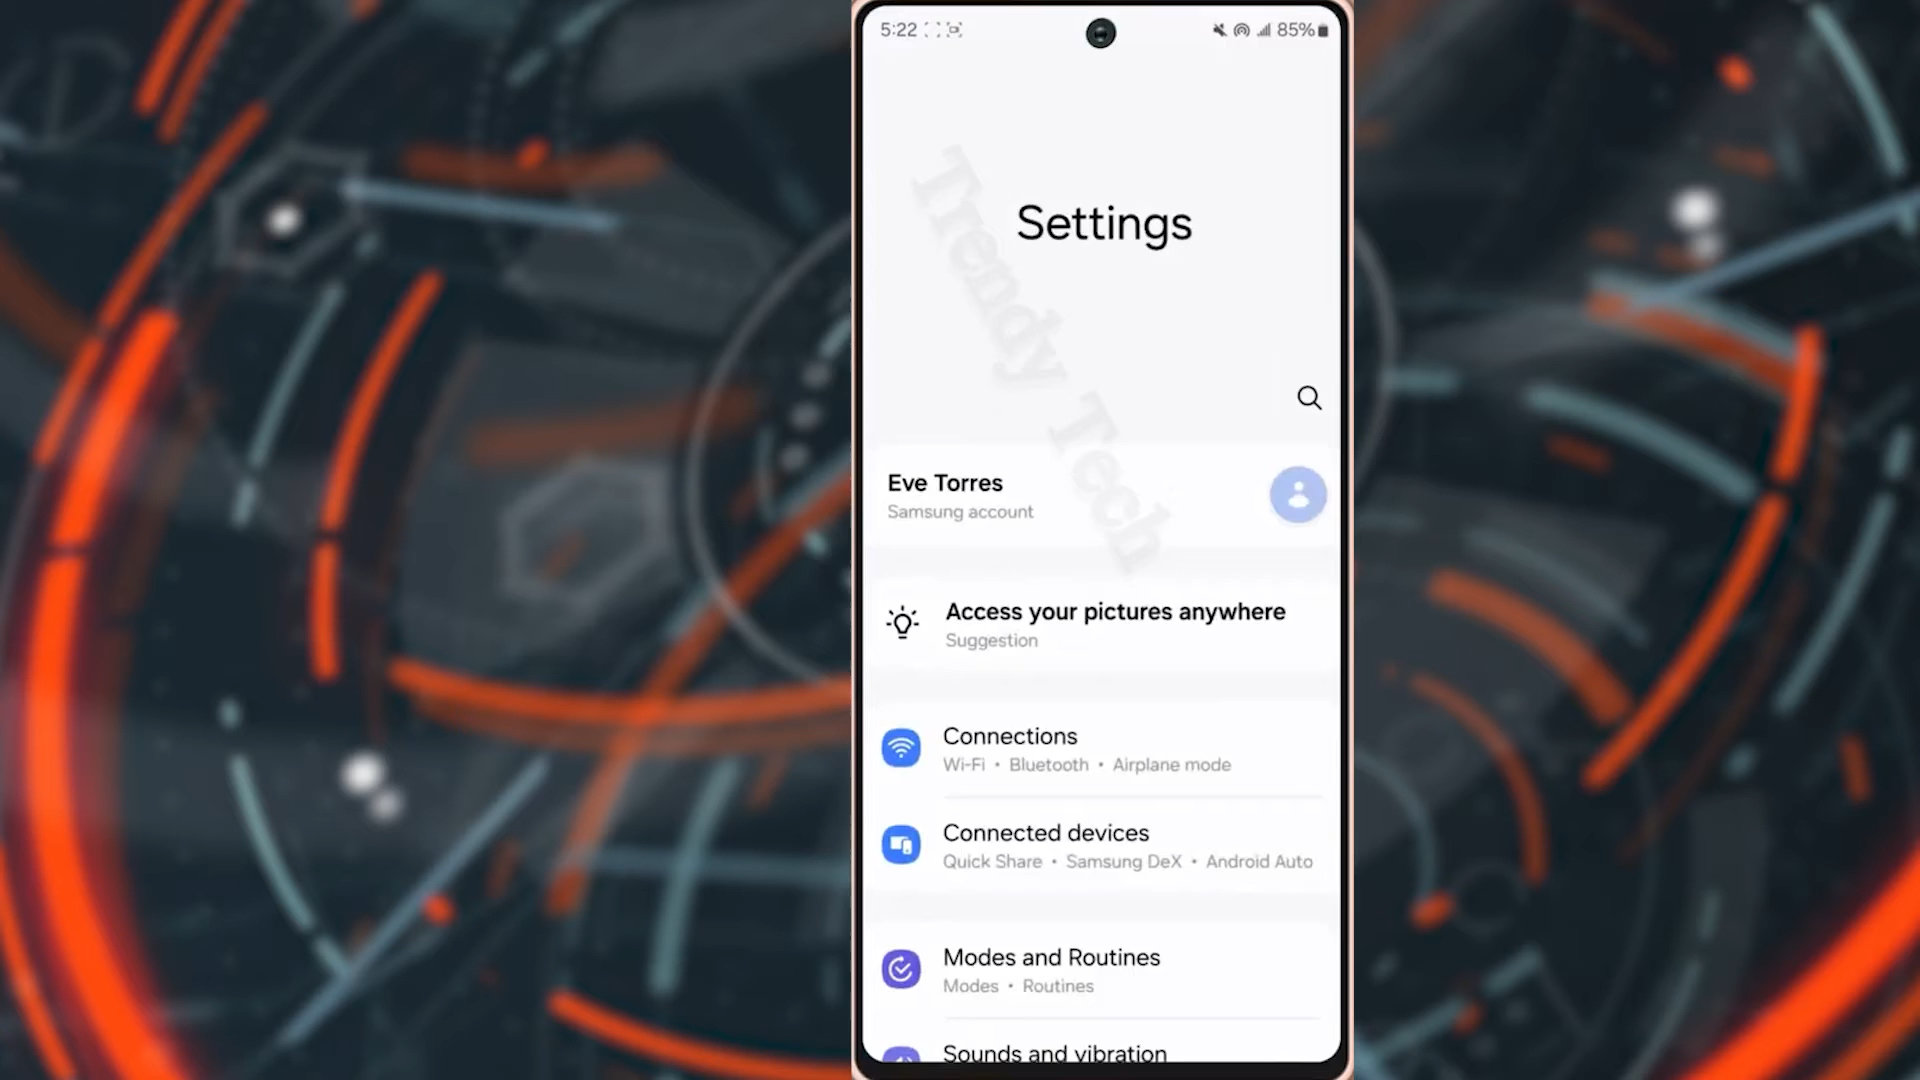 5:22
85%
Settings
Trendy Tech
Eve Torres
Samsung account
Access your pictures anywhere
Suggestion
Connections
Wi-Fi • Bluetooth • Airplane mode
Connected devices
Quick Share • Samsung DeX • Android Auto
Modes and Routines
Modes • Routines
Sounds and vibration